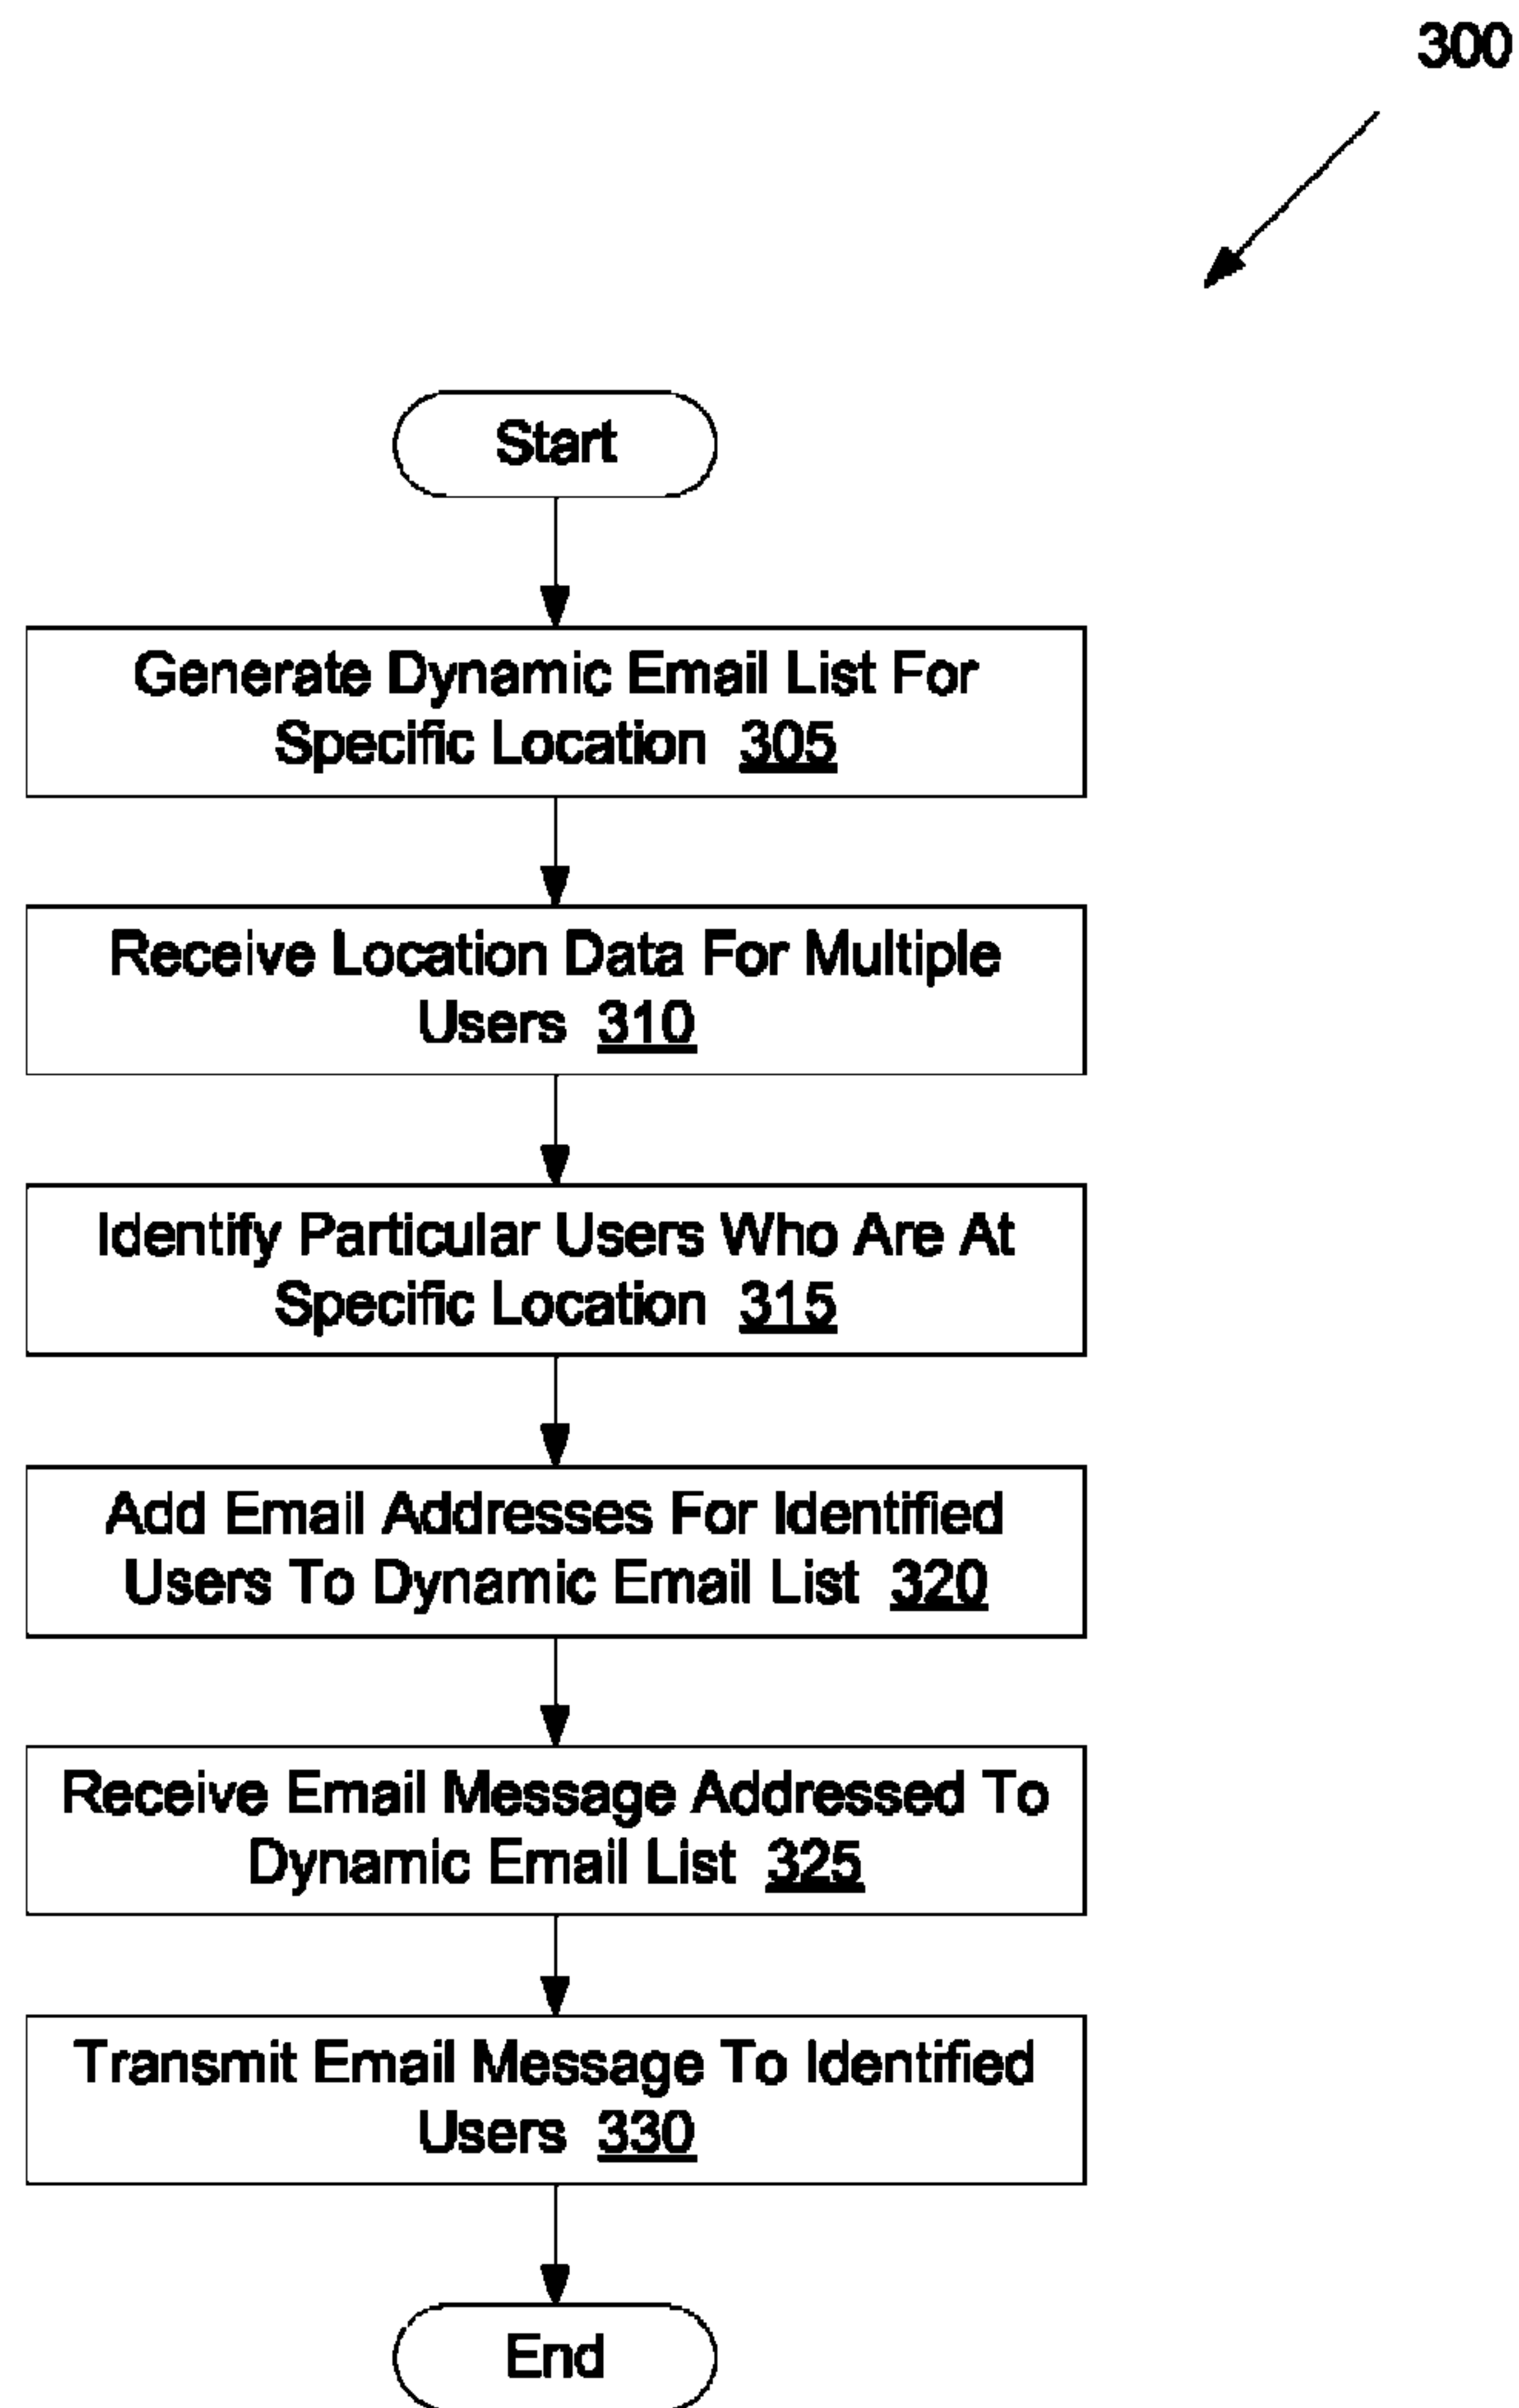 300
Start
Generate Dynamic Email List For
Specific Location 305
Receive Location Data For Multiple
Users 310
Identify Particular Users Who Are At
Specific Location 315
Add Email Addresses For Identified
Users To Dynamic Email List 320
Receive Email Message Addressed To
Dynamic Email List 325
Transmit Email Message To Identified
Users 330
End